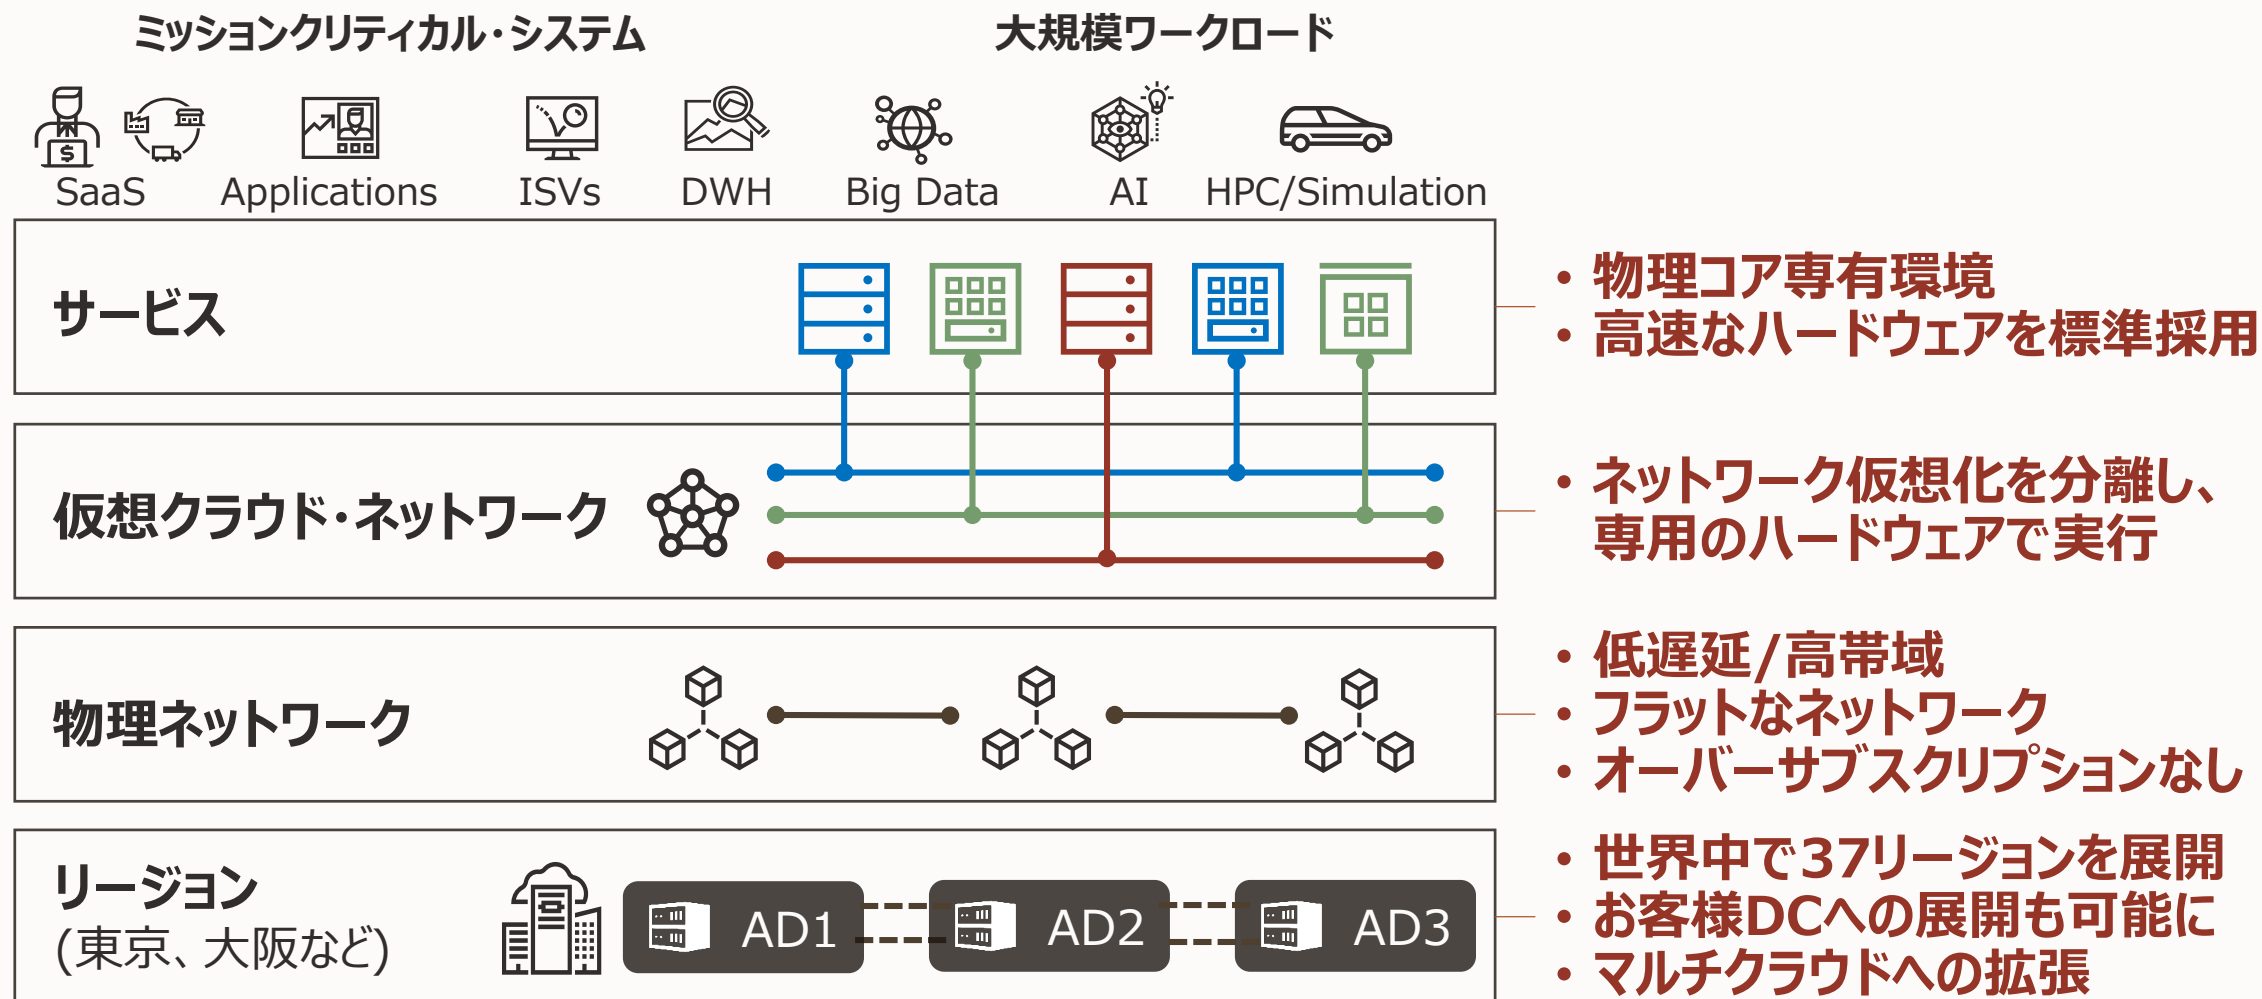 ミッションクリティカル・システム
大規模ワークロード
SaaS
Applications
ISVs
DWH
Big Data
AI
HPC/Simulation
サービス
• 物理コア専有環境
• 高速なハードウェアを標準採用
仮想クラウド・ネットワーク
• ネットワーク仮想化を分離し、
専用のハードウェアで実行
物理ネットワーク
• 低遅延/高帯域
• フラットなネットワーク
• オーバーサブスクリプションなし
リージョン
(東京、大阪など)
AD1
AD2
AD3
• 世界中で37リージョンを展開
• お客様DCへの展開も可能に
• マルチクラウドへの拡張